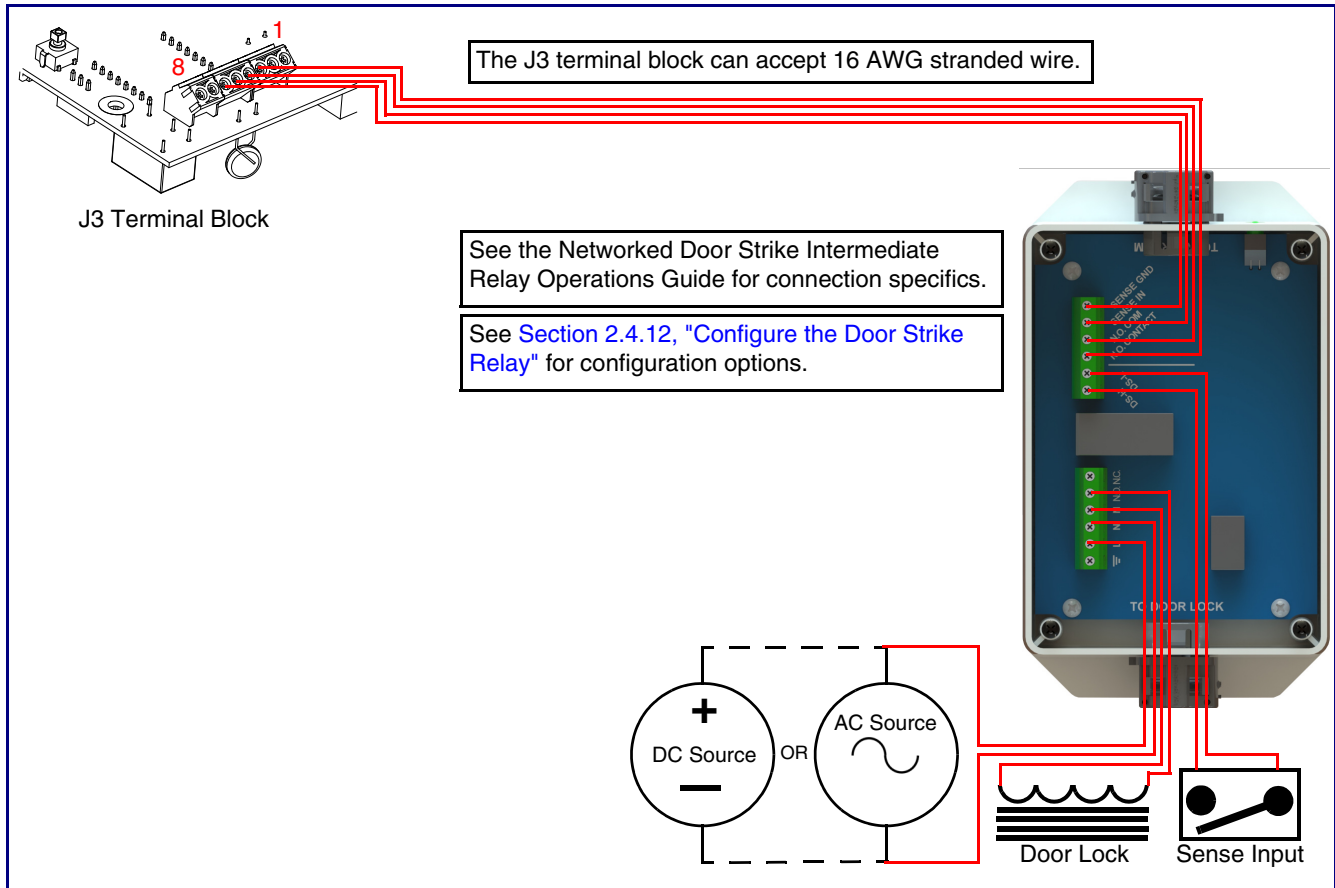 1
8
The J3 terminal block can accept 16 AWG stranded wire.
J3 Terminal Block
See the Networked Door Strike Intermediate
Relay Operations Guide for connection specifics.
See Section 2.4.12, "Configure the Door Strike
Relay" for configuration options.
SENSE GND
SENSE IN
N.O. COM
N.O. CONTACT
N.C.
N.O.
N
L
TO DOOR LOCK
+
DC Source
OR
AC Source
Door Lock
Sense Input